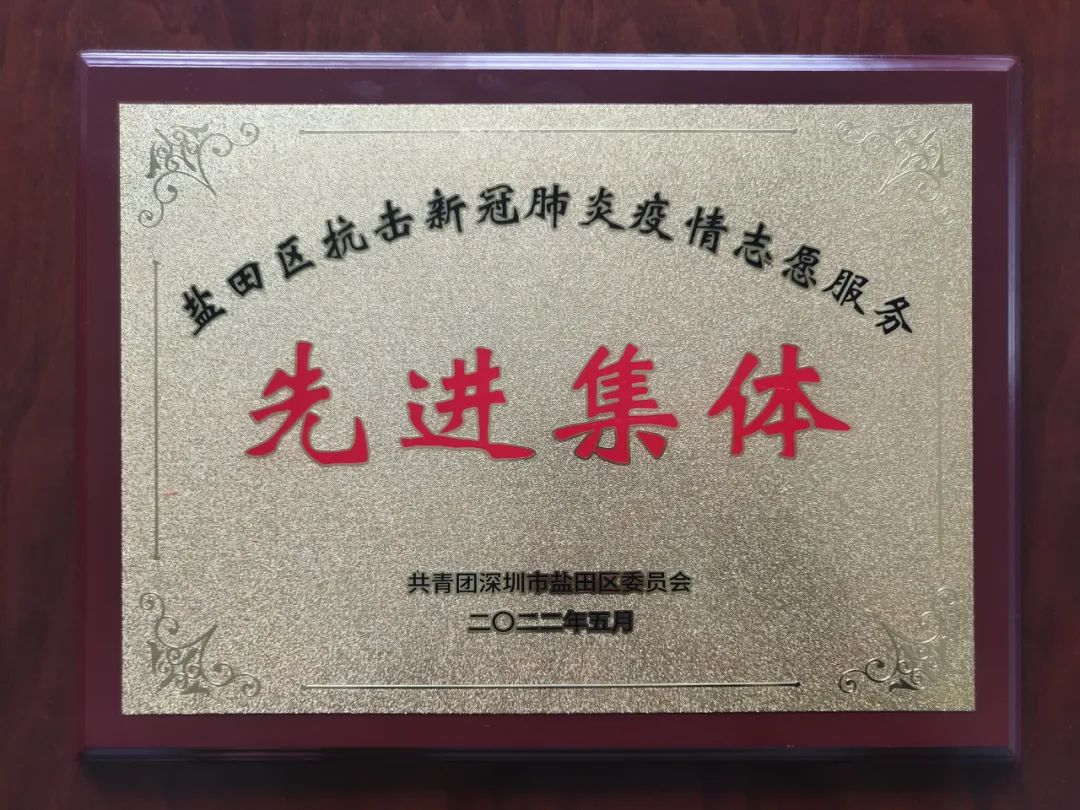 盐田区抗击新冠肺炎疫情志愿服务
先进集体
共青团深圳市盐田区委员会
二〇二二年五月